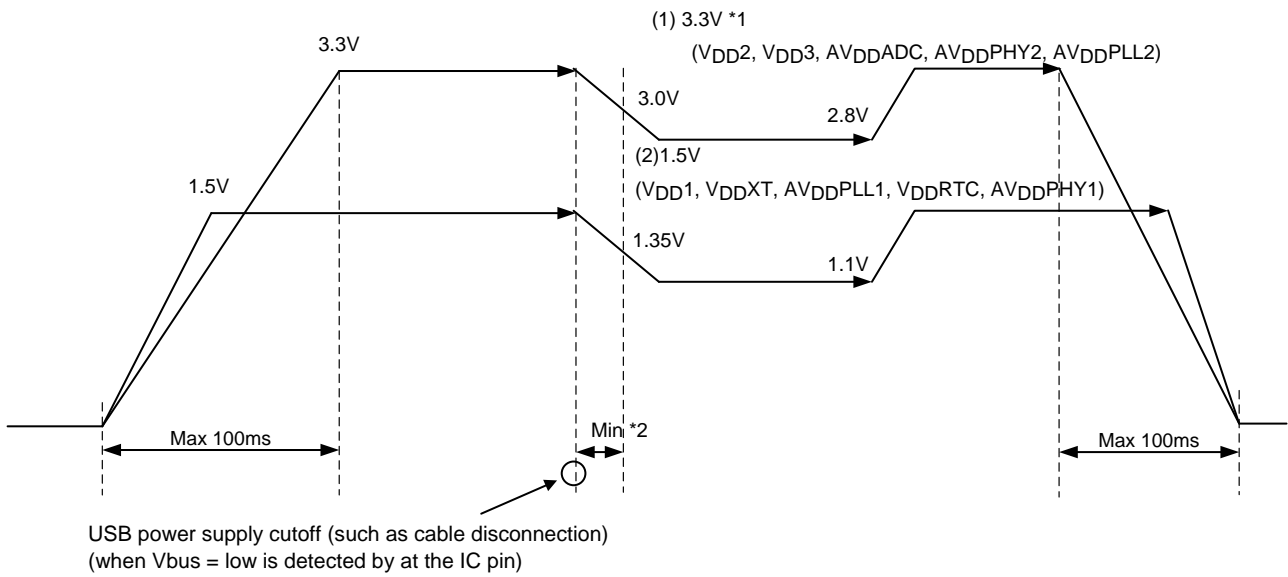 (1) 3.3V *1
(VDD2, VDD3, AVDDADC, AVDDPHY2, AVDDPLL2)
3.3V
3.0V
2.8V
(2)1.5V
(VDD1, VDDXT, AVDDPLL1, VDDRTC, AVDDPHY1)
1.5V
1.35V
1.1V
Max 100ms
Min *2
Max 100ms
USB power supply cutoff (such as cable disconnection)
(when Vbus = low is detected by at the IC pin)